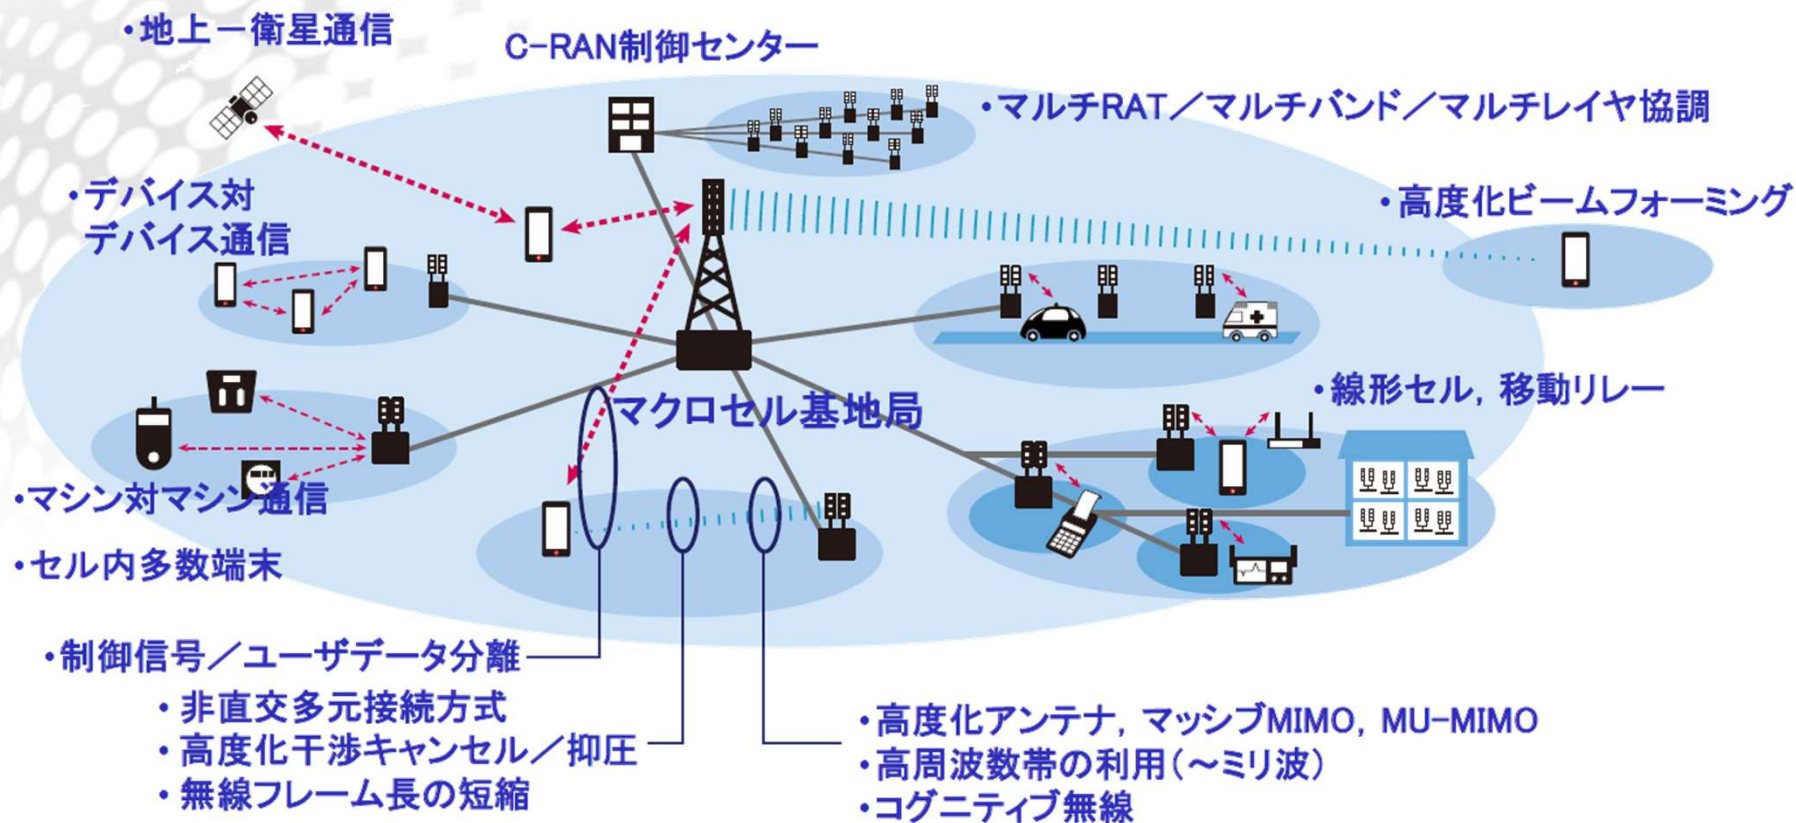 ・地上－衛星通信
C-RAN制御センター
・マルチRAT／マルチバンド／マルチレイヤ協調
・デバイス対
デバイス通信
・高度化ビームフォーミング
・線形セル，移動リレー
マクロセル基地局
・マシン対マシン通信
・セル内多数端末
・制御信号／ユーザデータ分離
・非直交多元接続方式
・高度化干渉キャンセル／抑圧
・無線フレーム長の短縮
・高度化アンテナ，マッシブMIMO，MU-MIMO
・高周波数帯の利用（～ミリ波）
・コグニティブ無線